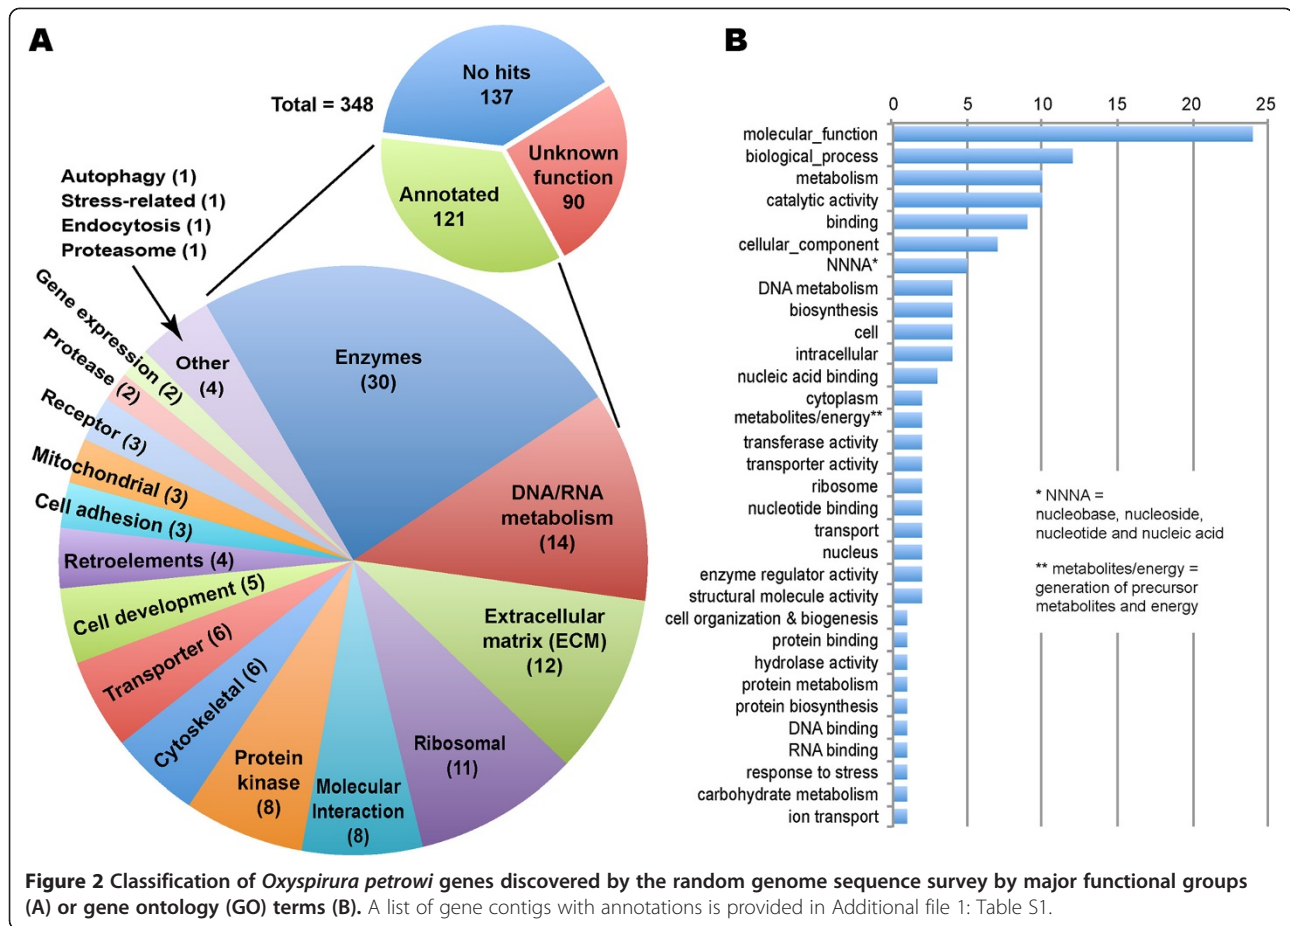 A
Total = 348
No hits
137
Unknown
function
90
Annotated
121
Autophagy (1)
Stress-related (1)
Endocytosis (1)
Proteasome (1)
Enzymes
(30)
DNA/RNA
metabolism
(14)
Extracellular
matrix (ECM)
(12)
Ribosomal
(11)
Molecular
Interaction
(8)
Protein
kinase
(8)
Cytoskeletal (6)
Transporter (6)
Cell development (5)
Retroelements (4)
Cell adhesion (3)
Mitochondrial (3)
Receptor (3)
Protease (2)
Gene expression (2)
Other
(4)
B
0 5 10 15 20 25
molecular_function
biological_process
metabolism
catalytic activity
binding
cellular_component
NNNA*
DNA metabolism
biosynthesis
cell
intracellular
nucleic acid binding
cytoplasm
metabolites/energy**
transferase activity
transporter activity
ribosome
nucleotide binding
transport
nucleus
enzyme regulator activity
structural molecule activity
cell organization & biogenesis
protein binding
hydrolase activity
protein metabolism
protein biosynthesis
DNA binding
RNA binding
response to stress
carbohydrate metabolism
ion transport
* NNNA =
nucleobase, nucleoside,
nucleotide and nucleic acid
** metabolites/energy =
generation of precursor
metabolites and energy
Figure 2 Classification of Oxyspirura petrowi genes discovered by the random genome sequence survey by major functional groups
(A) or gene ontology (GO) terms (B). A list of gene contigs with annotations is provided in Additional file 1: Table S1.